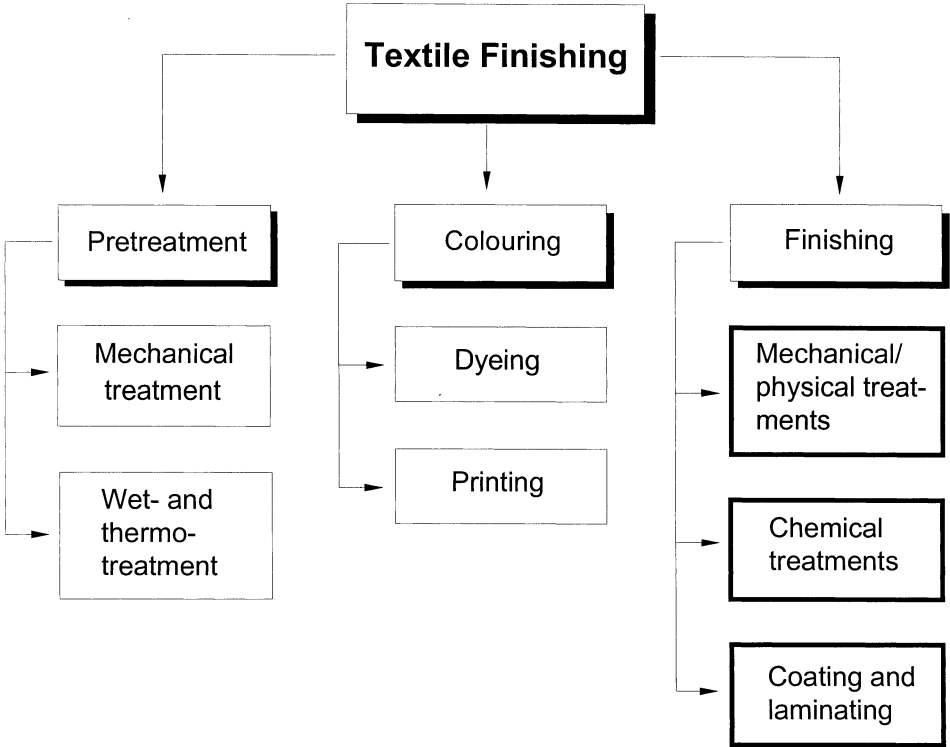 Textile Finishing
Pretreatment
Colouring
Finishing
Mechanical
treatment
Dyeing
Mechanical/
physical treat-
ments
Wet- and
thermo-
treatment
Printing
Chemical
treatments
Coating and
laminating